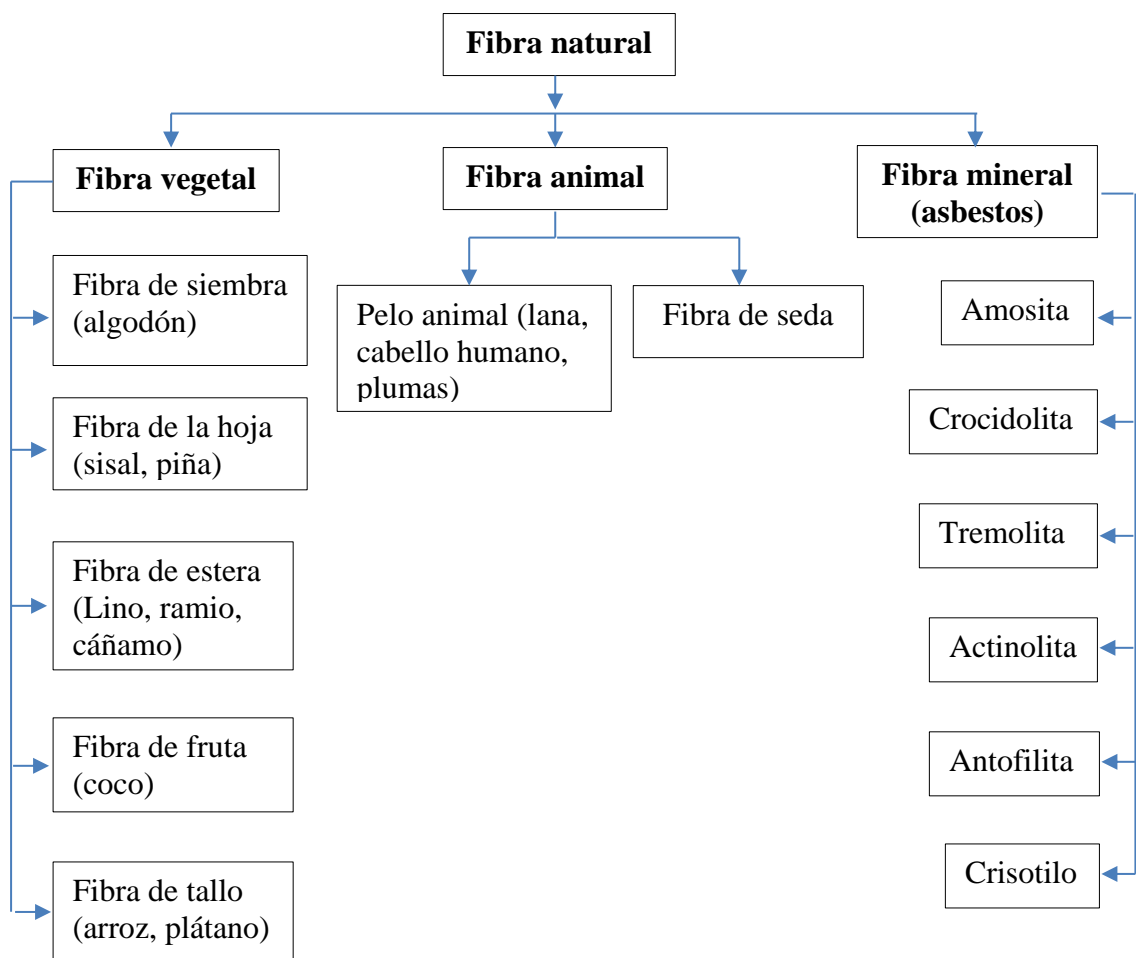 Fibra natural
Fibra vegetal
Fibra animal
Fibra mineral
(asbestos)
Fibra de siembra
(algodón)
Fibra de la hoja
(sisal, piña)
Fibra de estera
(Lino, ramio,
cáñamo)
Fibra de fruta
(coco)
Fibra de tallo
(arroz, plátano)
Pelo animal (lana,
cabello humano,
plumas)
Fibra de seda
Amosita
Crocidolita
Tremolita
Actinolita
Antofilita
Crisotilo